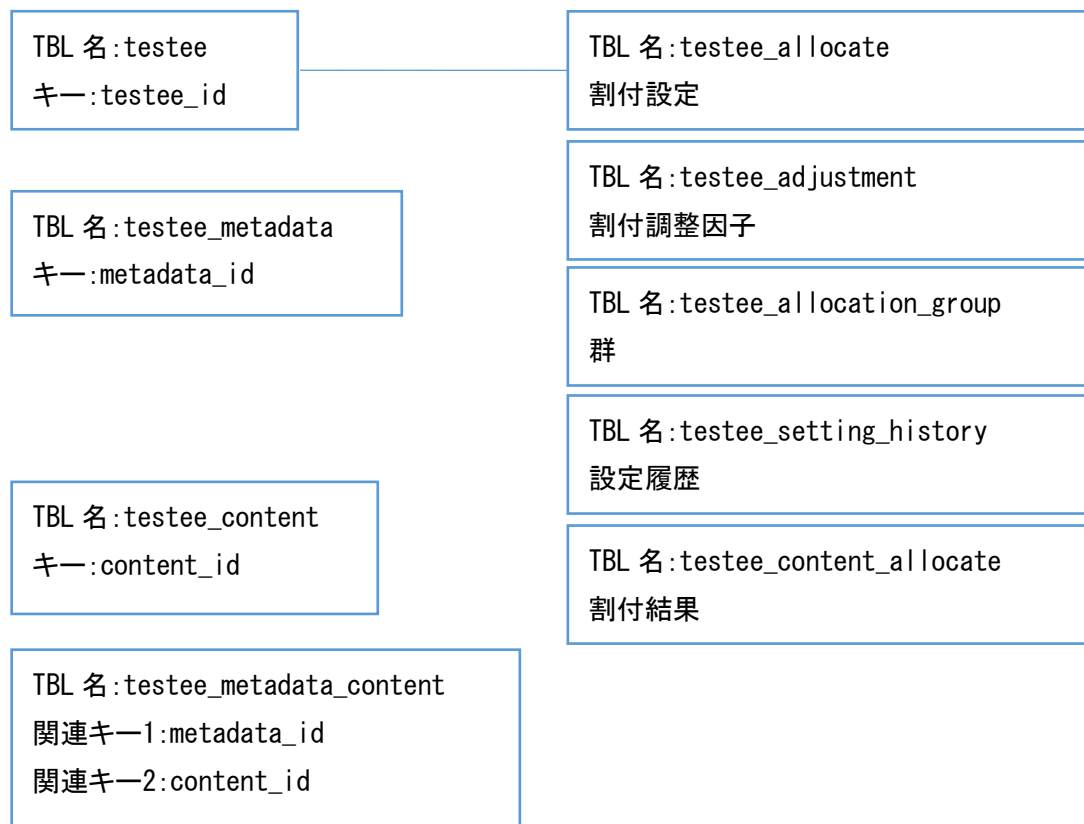 TBL 名:testee
キー:testee_id
TBL 名:testee_metadata
キー:metadata_id
TBL 名:testee_content
キー:content_id
TBL 名:testee_metadata_content
関連キー1:metadata_id
関連キー2:content_id
TBL 名:testee_allocate
割付設定
TBL 名:testee_adjustment
割付調整因子
TBL 名:testee_allocation_group
群
TBL 名:testee_setting_history
設定履歴
TBL 名:testee_content_allocate
割付結果